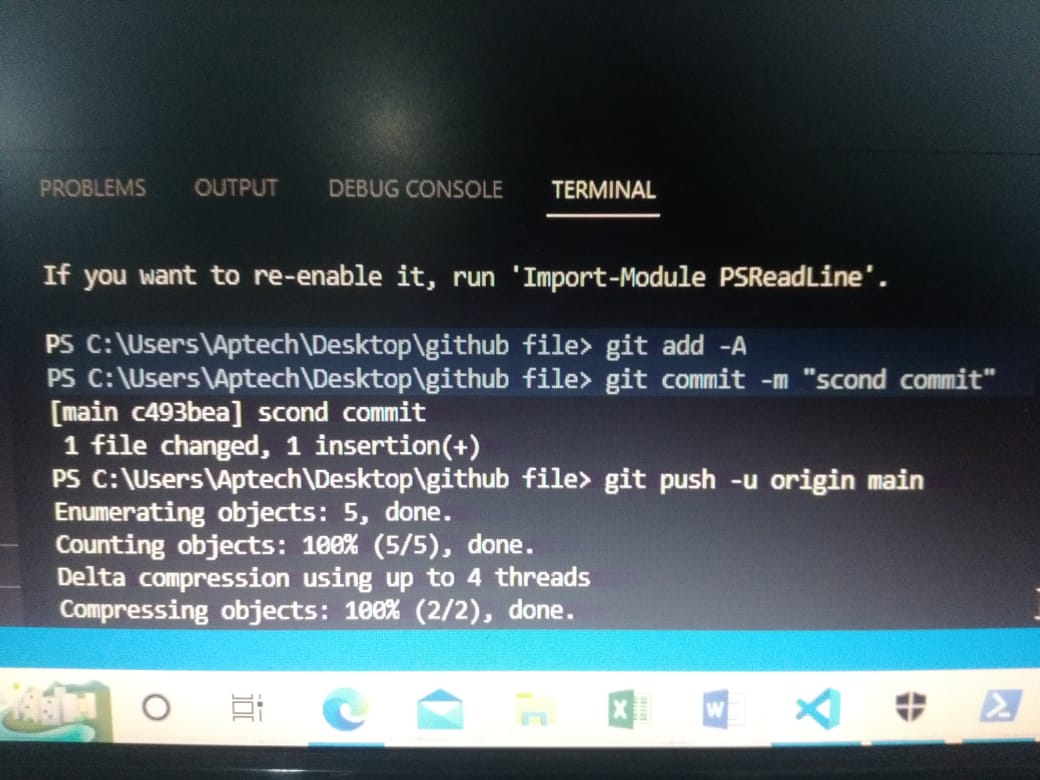 PROBLEMS OUTPUT DEBUG CONSOLE TERMINAL
If you want to re-enable it, run 'Import-Module PSReadLine'.
PS C:\Users\Aptech\Desktop\github file> git add -A
PS C:\Users\Aptech\Desktop\github file> git commit -m "scond commit"
[main c493bea] scond commit
1 file changed, 1 insertion(+)
PS C:\Users\Aptech\Desktop\github file> git push -u origin main
Enumerating objects: 5, done.
Counting objects: 100% (5/5), done.
Delta compression using up to 4 threads
Compressing objects: 100% (2/2), done.